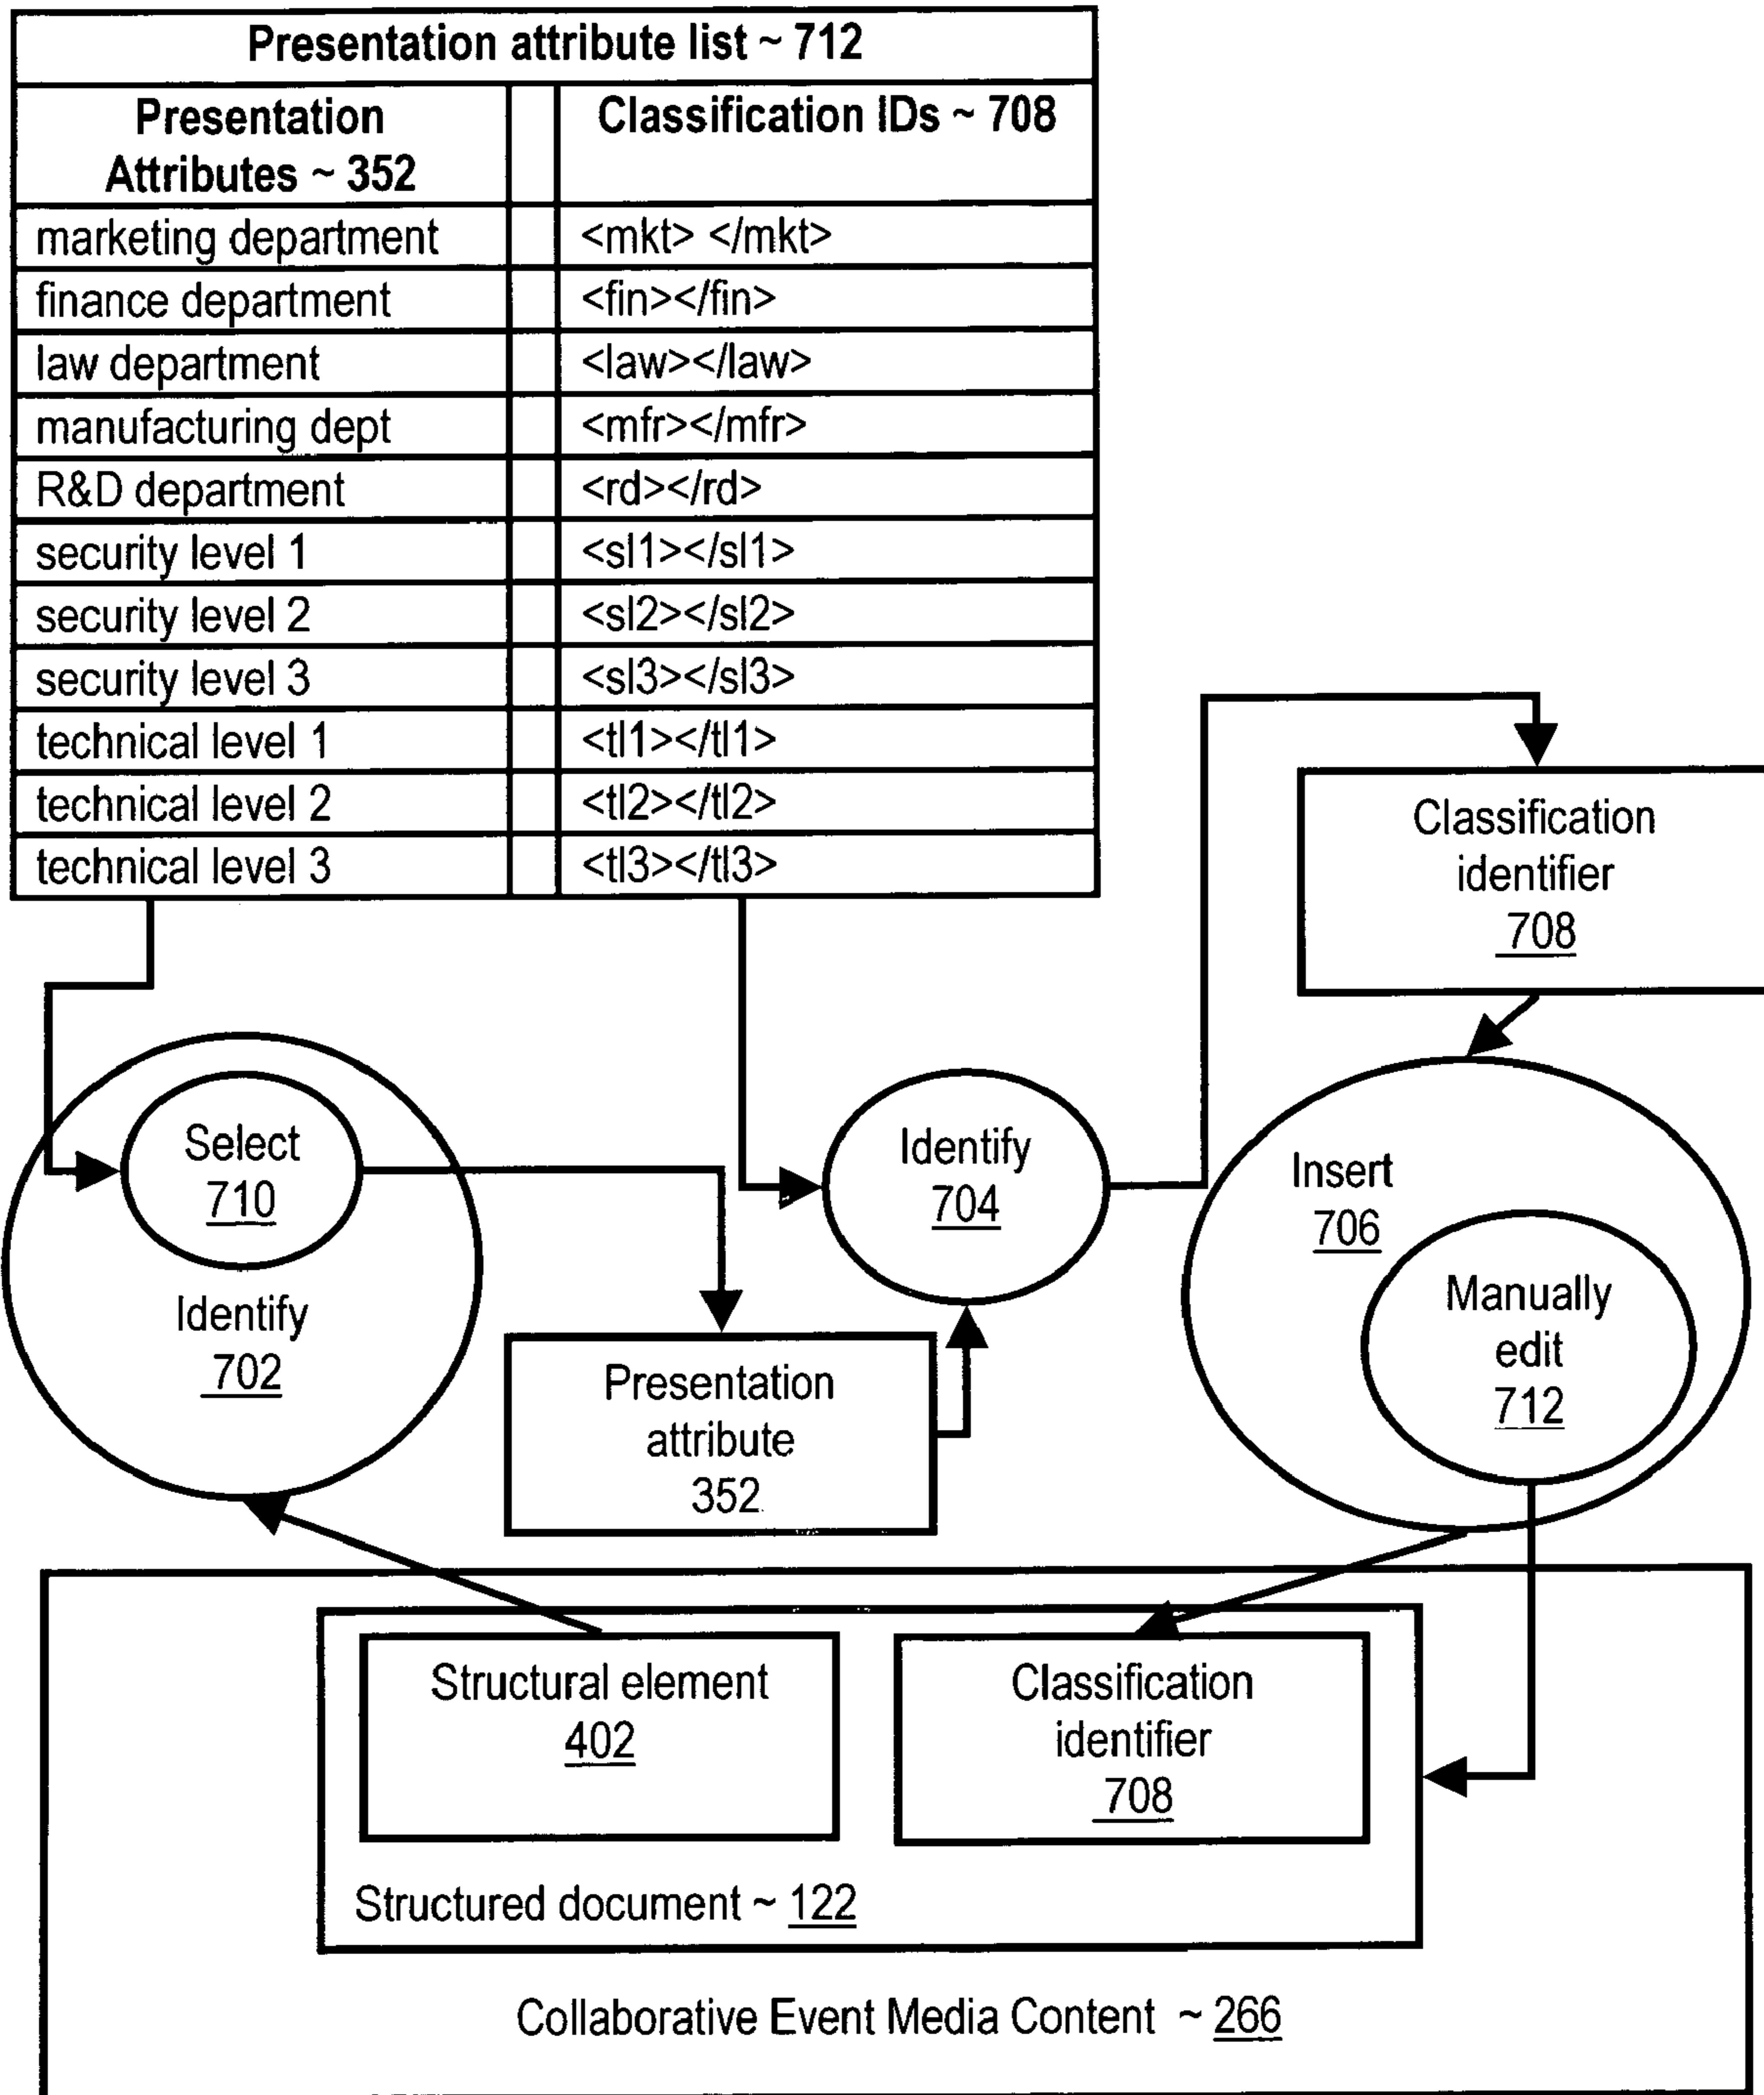 Presentation attribute list ~ 712
Presentation Classification IDs ~ 708
Attributes ~ 352
marketing department <mkt> </mkt>
finance department <fin></fin>
law department <law></law>
manufacturing dept <mfr></mfr>
R&D department <rd></rd>
security level 1 <sl1></sl1>
security level 2 <sl2></sl2>
security level 3 <sl3></sl3>
technical level 1 <tl1></tl1>
technical level 2 <tl2></tl2>
technical level 3 <tl3></tl3>
Classification
identifier
708
Select
710
Identify
702
Presentation
attribute
352
Identify
704
Insert
706
Manually
edit
712
Structural element
402
Classification
identifier
708
Structured document ~ 122
Collaborative Event Media Content ~ 266